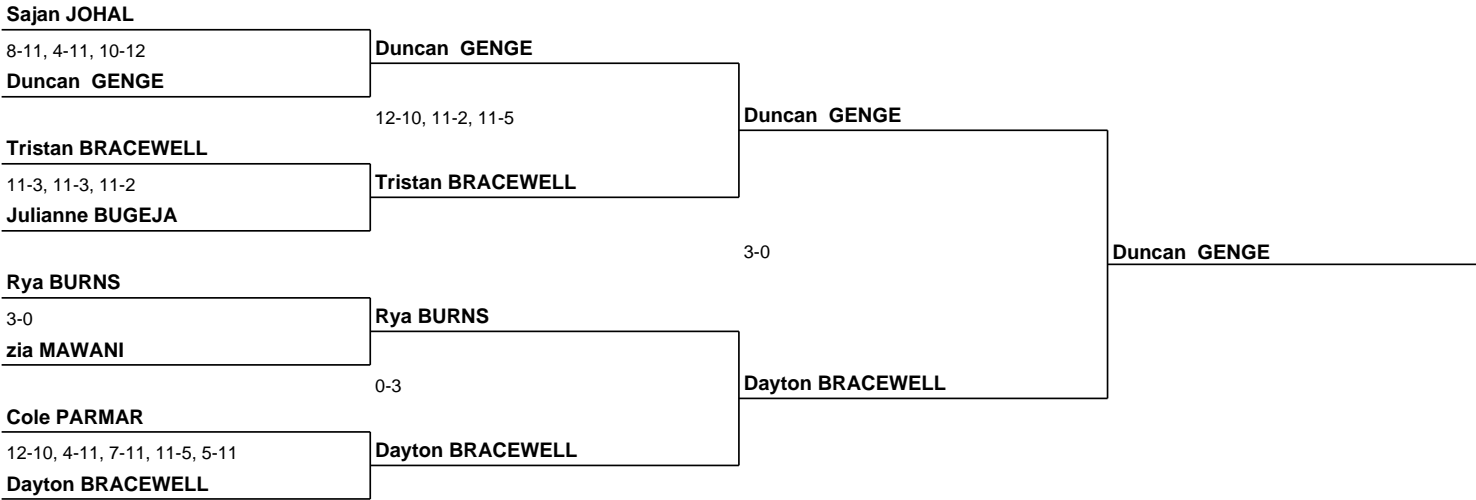 Sajan JOHAL
8-11, 4-11, 10-12
Duncan  GENGE
Duncan  GENGE
12-10, 11-2, 11-5
Duncan  GENGE
Tristan BRACEWELL
11-3, 11-3, 11-2
Tristan BRACEWELL
Julianne BUGEJA
3-0
Duncan  GENGE
Rya BURNS
3-0
Rya BURNS
zia MAWANI
0-3
Dayton BRACEWELL
Cole PARMAR
12-10, 4-11, 7-11, 11-5, 5-11
Dayton BRACEWELL
Dayton BRACEWELL